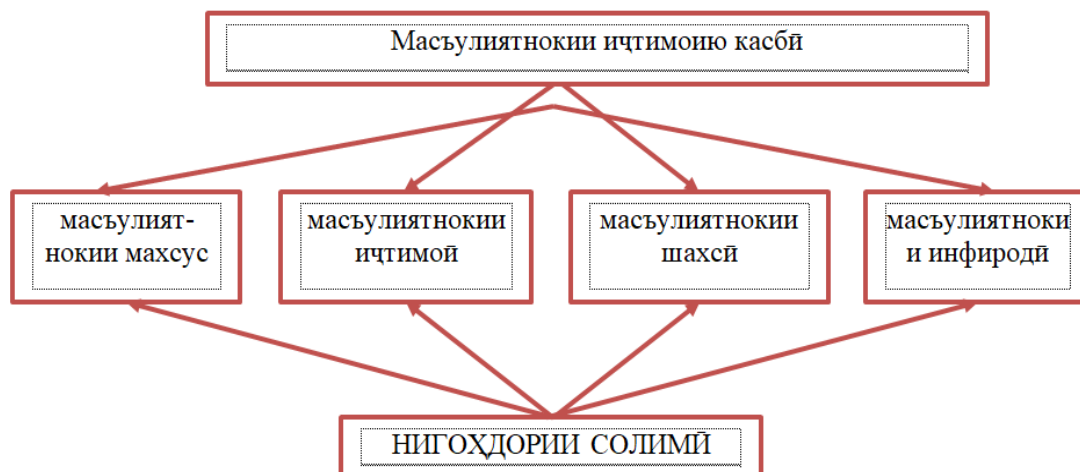 Масъулиятнокии иҷтимоию касбӣ
масъулият-
нокии махсус
масъулиятнокии
иҷтимоӣ
масъулиятнокии
шахсӣ
масъулиятноки
и инфиродӣ
НИГОҲДОРИИ СОЛИМӢ